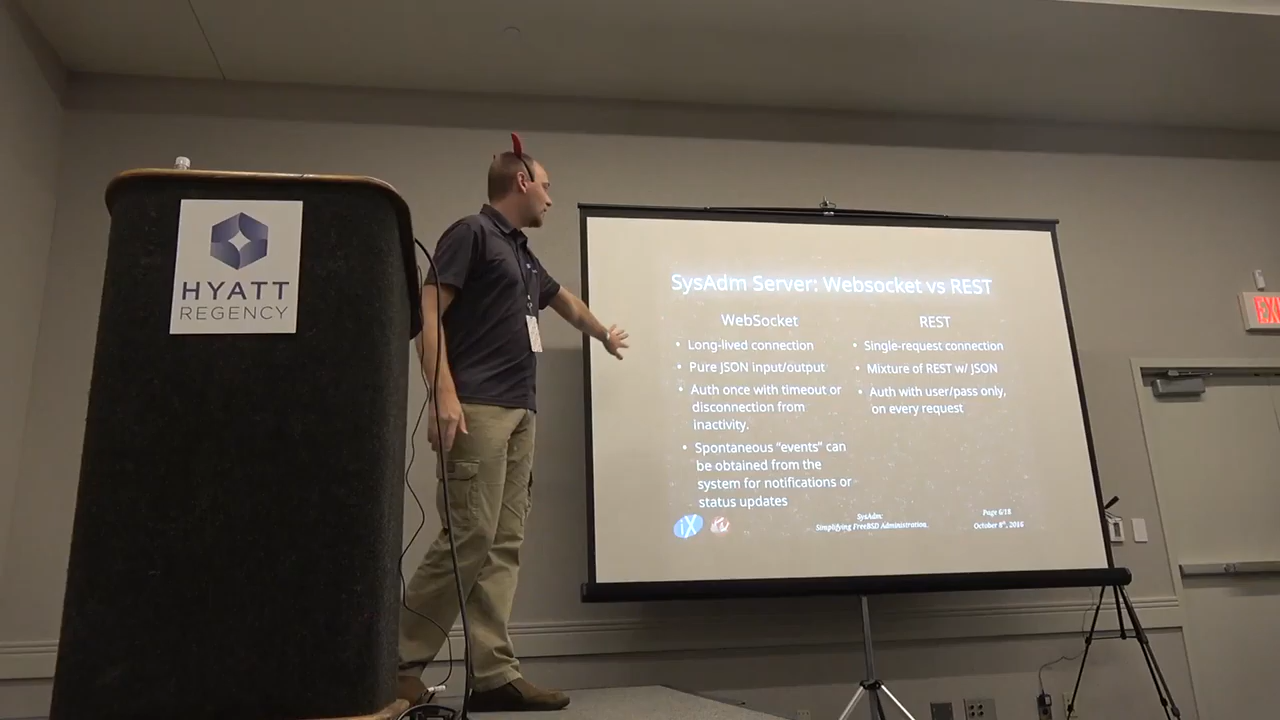 HYATT
REGENCY
SysAdm Server: Websocket vs REST
WebSocket
• Long-lived connection
• Pure JSON input/output
• Auth once with timeout or
disconnection from
inactivity.
• Spontaneous "events" can
be obtained from the
system for notifications or
status updates
REST
• Single-request connection
• Mixture of REST w/ JSON
• Auth with user/pass only,
on every request
iX
SysAdm:
Simplifying FreeBSD Administration
Page 6/18
October 8th, 2016
EXI